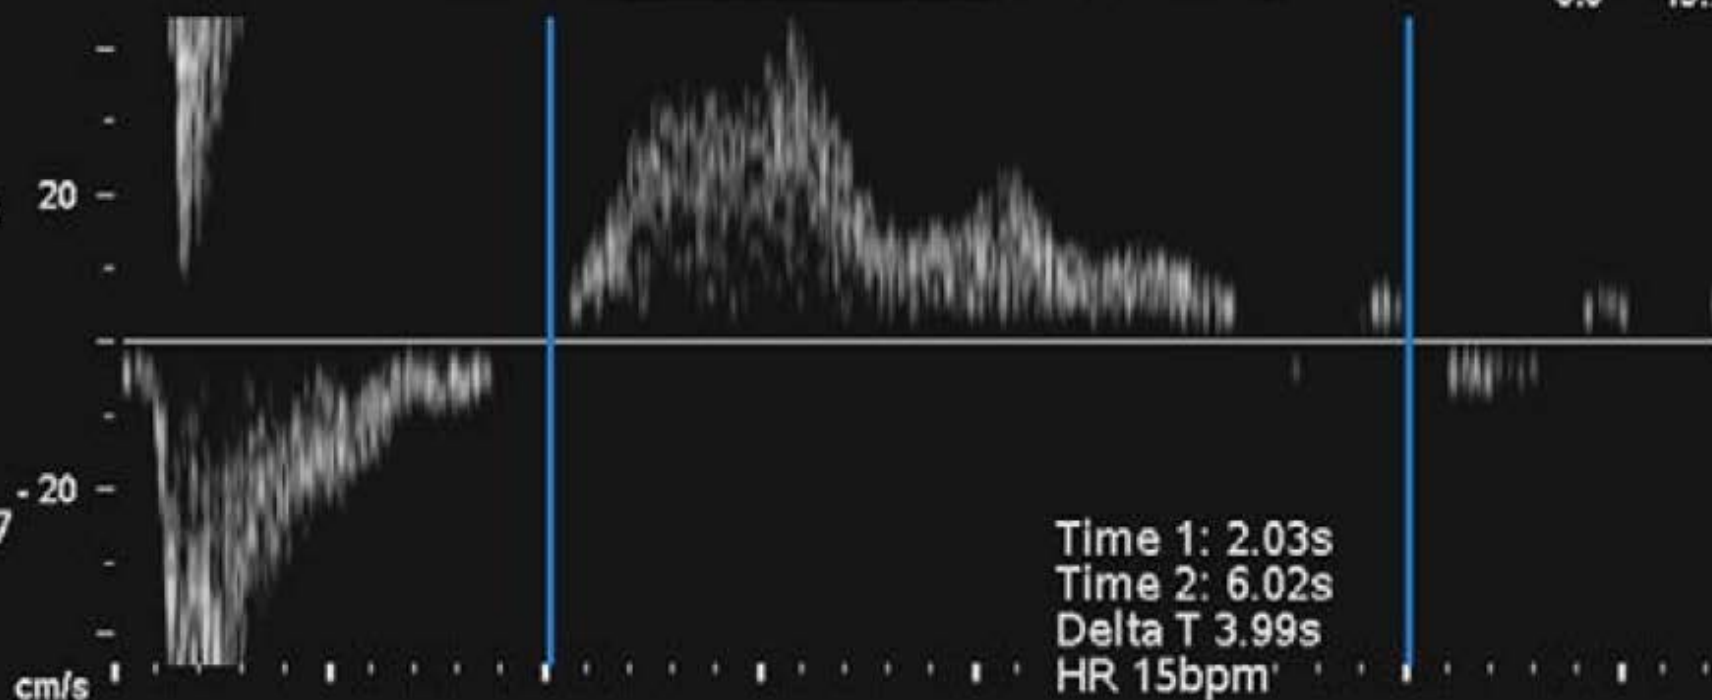 20
- 20
cm/s
Time 1: 2.03s
Time 2: 6.02s
Delta T 3.99s
HR 15bpm